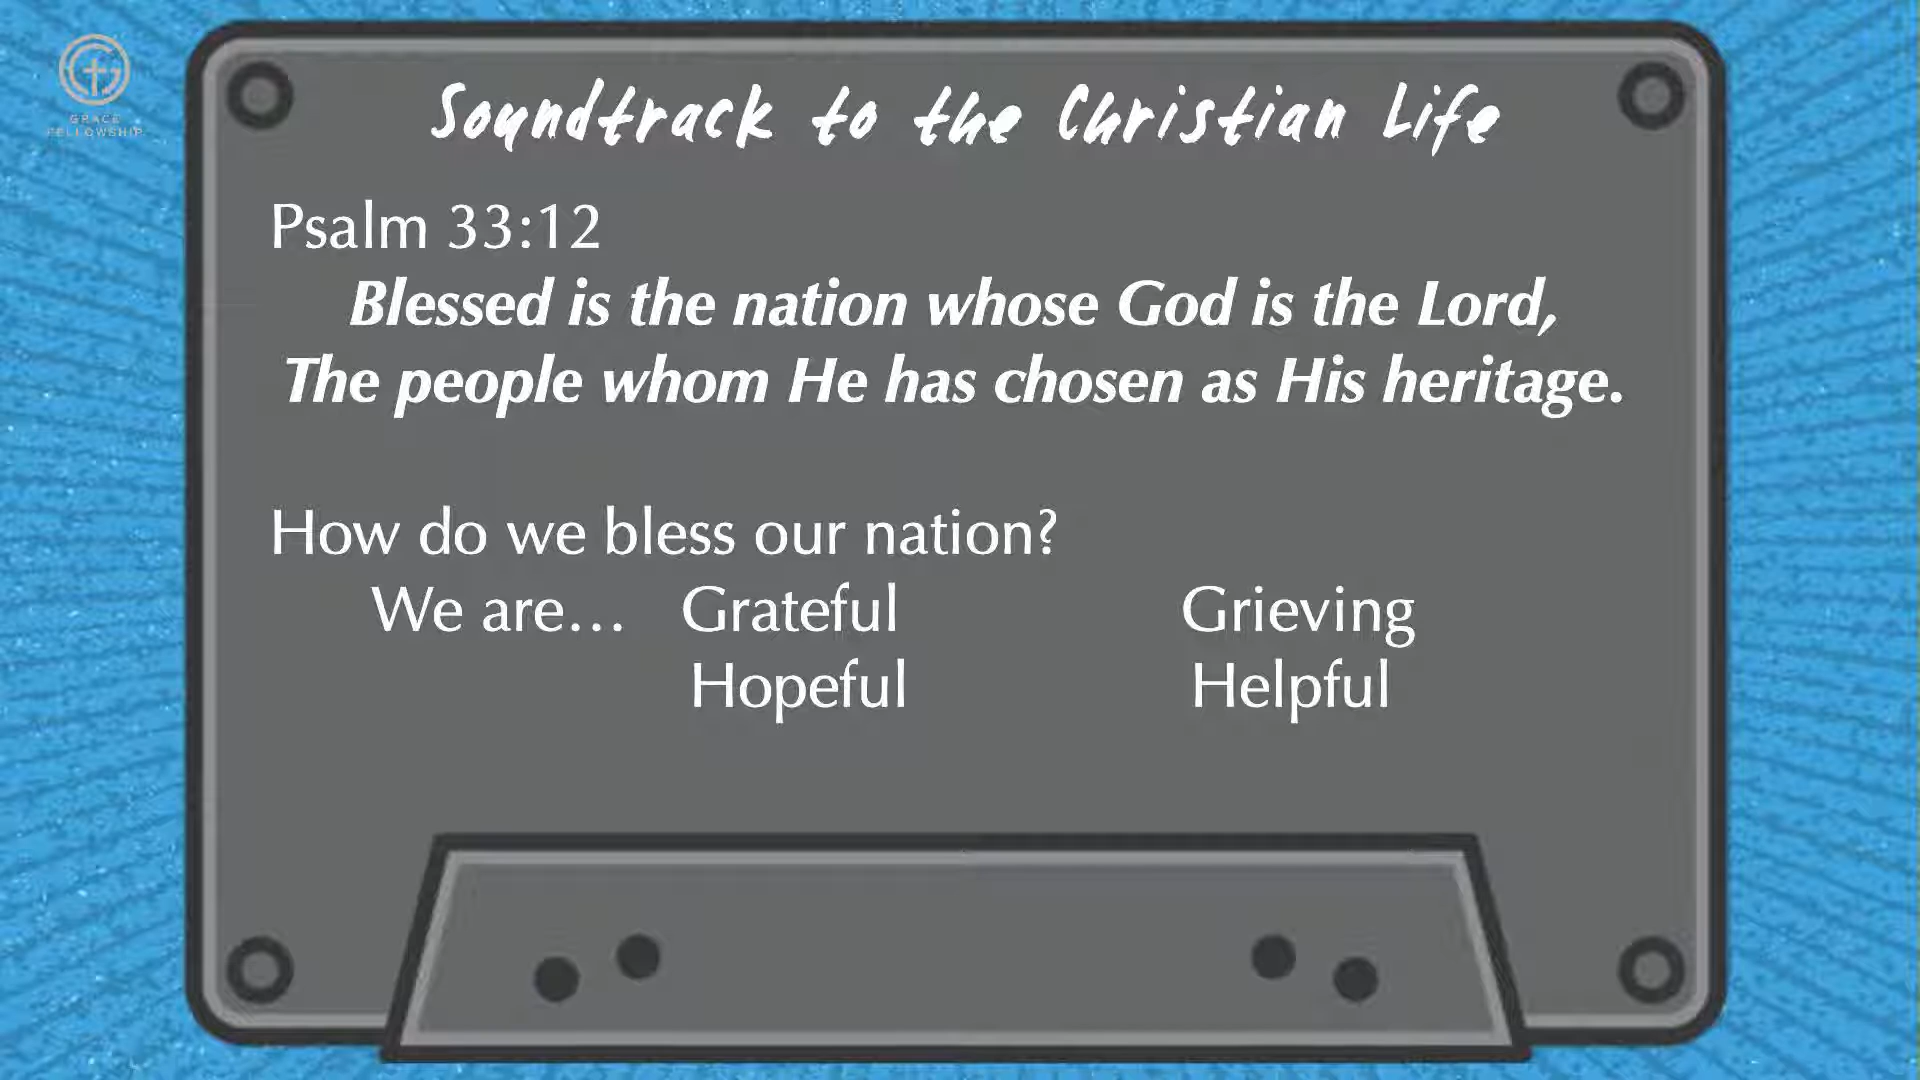 GRACE
FELLOWSHIP
Soundtrack to the Christian Life
Psalm 33:12
Blessed is the nation whose God is the Lord,
The people whom He has chosen as His heritage.
How do we bless our nation?
We are... Grateful Grieving
Hopeful Helpful